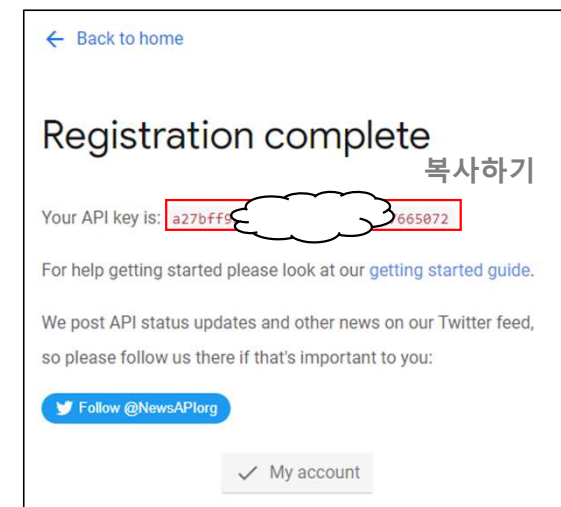 Back to home
Registration complete
복사하기
Your API key is: a27bff9 665072
For help getting started please look at our getting started guide.
We post API status updates and other news on our Twitter feed,
so please follow us there if that's important to you:
Follow @NewsAPIorg
My account